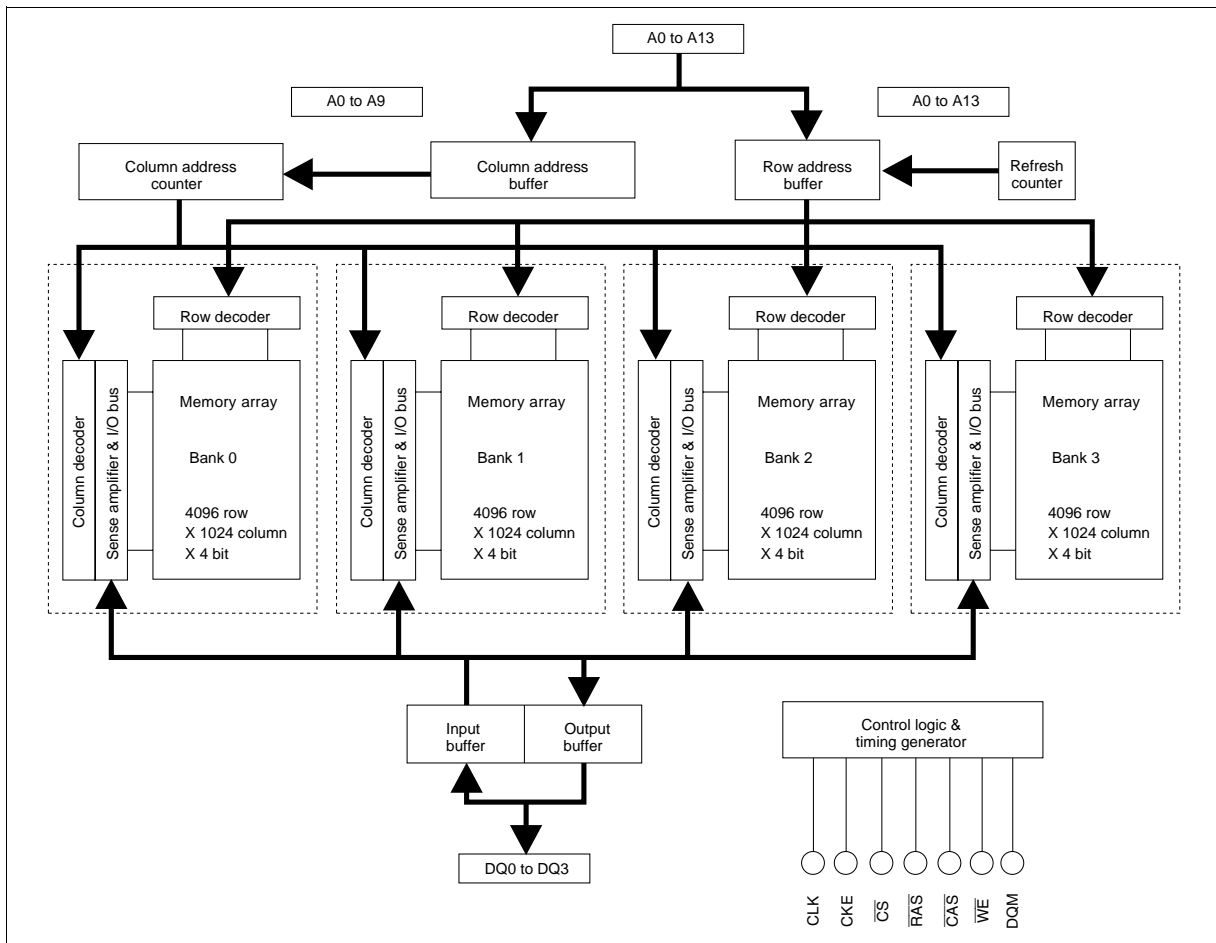 A0 to A13
A0 to A9
A0 to A13
Column address
counter
Column address
buffer
Row address
buffer
Refresh
counter
Row decoder
Row decoder
Row decoder
Row decoder
Column decoder
Sense amplifier & I/O bus
Memory array
Bank 0
4096 row
X 1024 column
X 4 bit
Column decoder
Sense amplifier & I/O bus
Memory array
Bank 1
4096 row
X 1024 column
X 4 bit
Column decoder
Sense amplifier & I/O bus
Memory array
Bank 2
4096 row
X 1024 column
X 4 bit
Column decoder
Sense amplifier & I/O bus
Memory array
Bank 3
4096 row
X 1024 column
X 4 bit
Input
buffer
Output
buffer
Control logic &
timing generator
DQ0 to DQ3
CLK
CKE
C̅S̅
R̅A̅S̅
C̅A̅S̅
W̅E̅
DQM